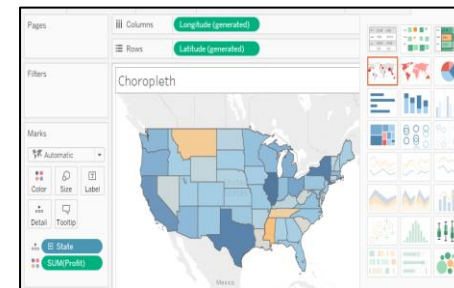 Pages
Columns
Longitude (generated)
Rows
Latitude (generated)
Filters
Choropleth
Marks
Automatic
Color
Size
Label
Detail
Tooltip
State
SUM(Profit)
Mexico